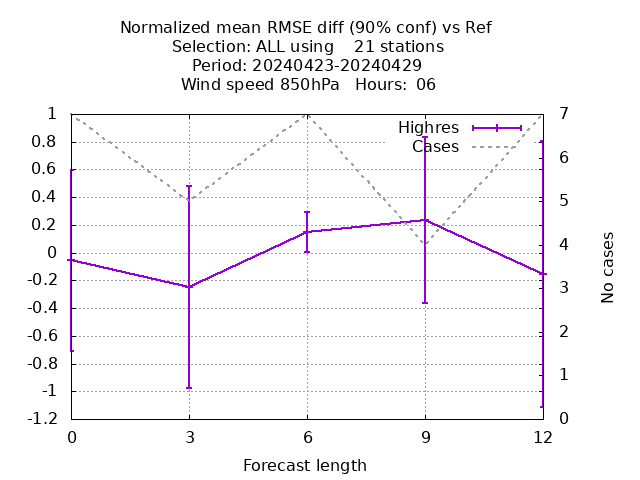 Normalized mean RMSE diff (90% conf) vs Ref
Selection: ALL using    21 stations
Period: 20240423-20240429
Wind speed 850hPa   Hours:  06
Highres
Cases
1
0.8
0.6
0.4
0.2
0
-0.2
-0.4
-0.6
-0.8
-1
-1.2
7
6
5
4
3
2
1
0
No cases
0 3 6 9 12
Forecast length